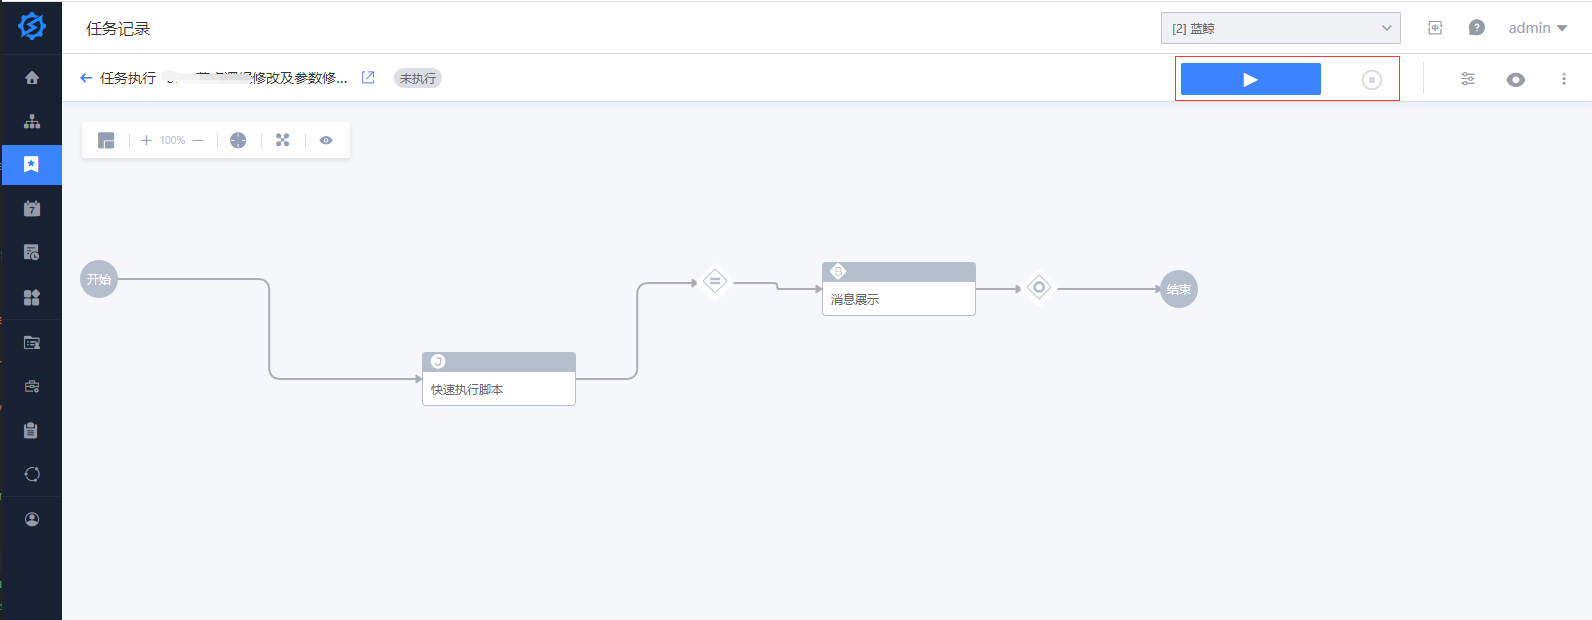 任务记录
[2] 蓝鲸
admin
任务执行
修改及参数修...
未执行
100%
7
开始
B
消息展示
结束
J
快速执行脚本